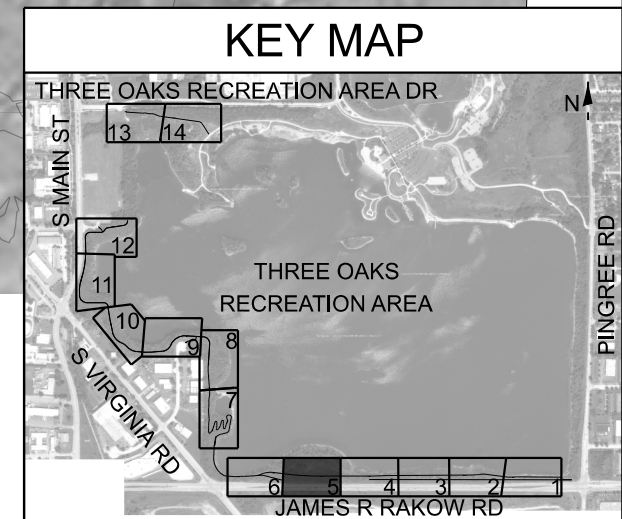 KEY MAP
THREE OAKS RECREATION AREA DR
N
S MAIN ST
13
14
12
11
10
9
8
7
THREE OAKS
RECREATION AREA
PINGREE RD
S VIRGINIA RD
6
5
4
3
2
1
JAMES R RAKOW RD